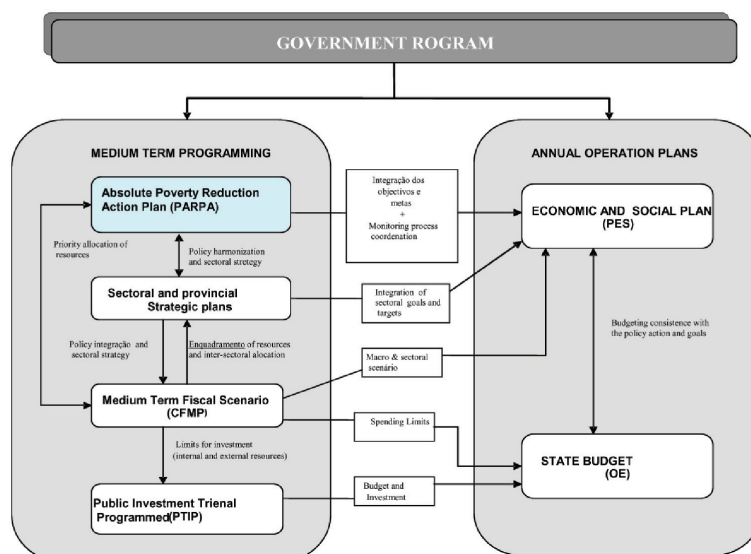 GOVERNMENT ROGRAM
MEDIUM TERM PROGRAMMING
Absolute Poverty Reduction
Action Plan (PARPA)
Priority allocation of
resources
Policy harmonization
and sectoral stretegy
Sectoral and provincial
Strategic plans
Policy integração and
sectoral strategy
Enquadramento of resources
and inter-sectoral alocation
Medium Term Fiscal Scenario
(CFMP)
Limits for investment
(internal and external resources)
Public Investment Trienal
Programmed(PTIP)
Integração dos
objectivos e
metas
+
Monitoring process
coordenation
Integration of
sectoral goals and
targets
Macro & sectoral
scenário
Spending Limits
Budget and
Investment
ANNUAL OPERATION PLANS
ECONOMIC AND SOCIAL PLAN
(PES)
Budgeting consistence with
the policy action and goals
STATE BUDGET
(OE)